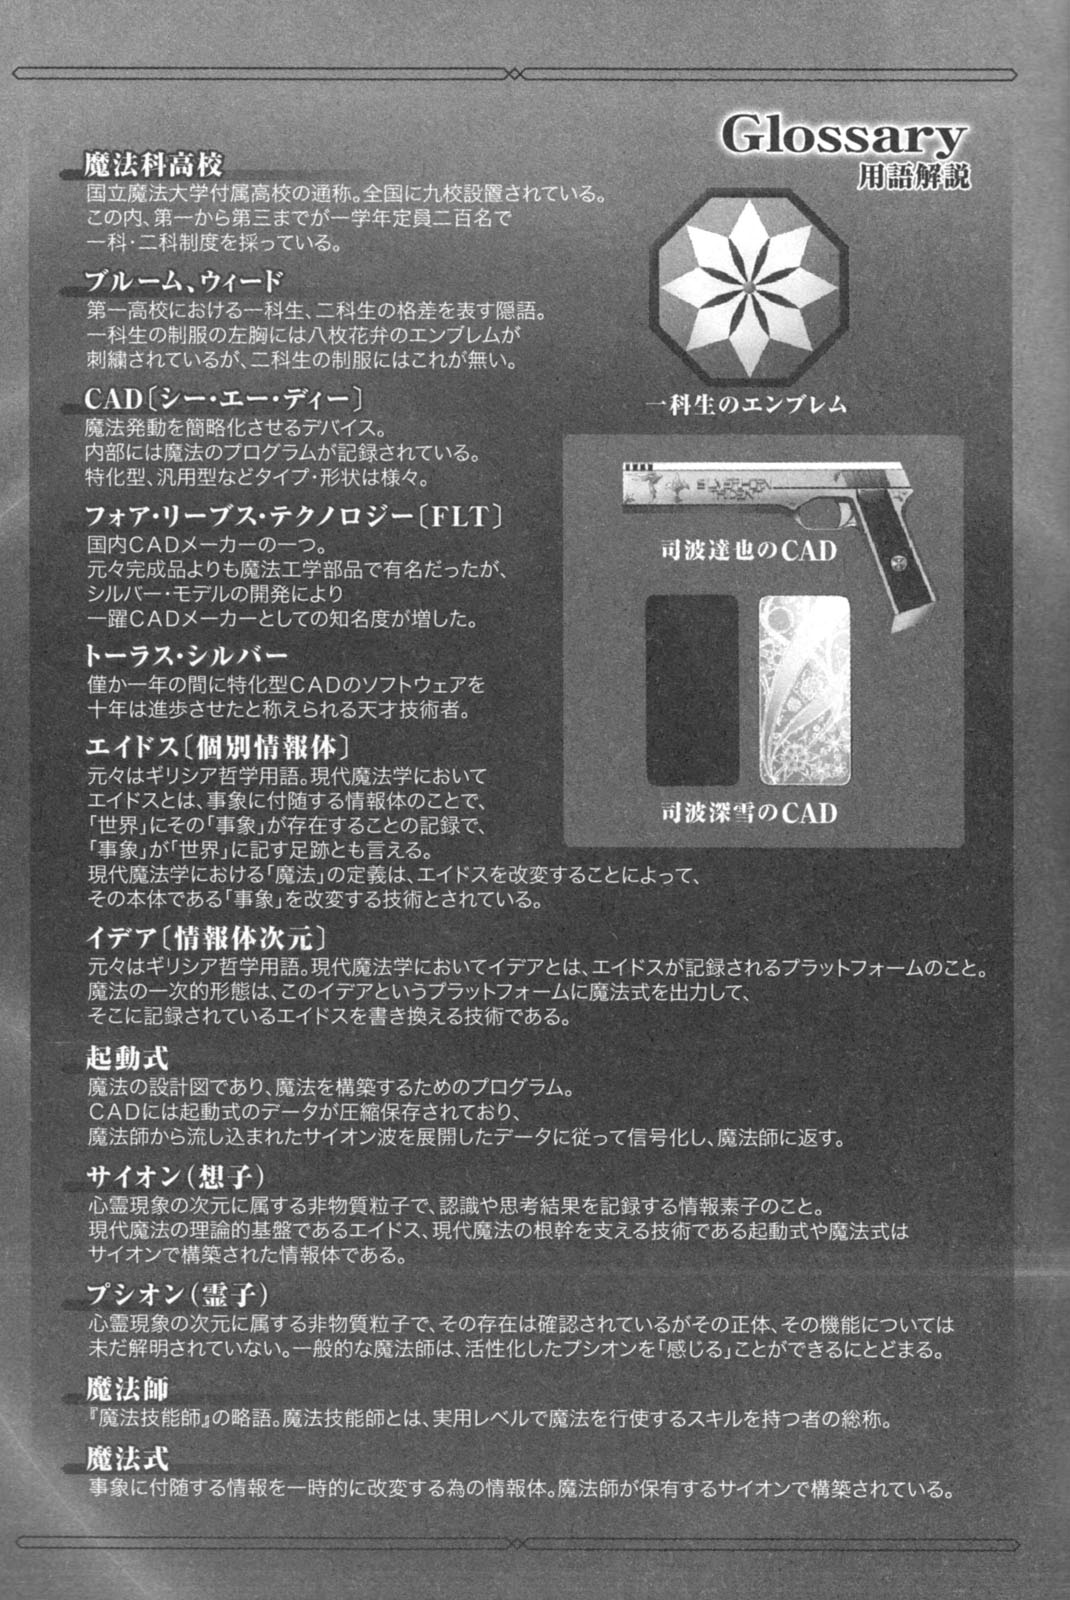 Glossary
用語解説
魔法科高校
国立魔法大学付属高校の通称。全国に九校設置されている。
この内、第一から第三までが一学年定員二百名で
一科・二科制度を採っている。
ブルーム、ウィード
第一高校における一科生、二科生の格差を表す隠語。
一科生の制服の左胸には八枚花弁のエンブレムが
刺繍されているが、二科生の制服にはこれが無い。
CAD〔シー・エー・ディー〕
魔法発動を簡略化させるデバイス。
内部には魔法のプログラムが記録されている。
特化型、汎用型などタイプ・形状は様々。
フォア・リーブス・テクノロジー〔FLT〕
国内CADメーカーの一つ。
元々完成品よりも魔法工学部品で有名だったが、
シルバー・モデルの開発により
一躍CADメーカーとしての知名度が増した。
トーラス・シルバー
僅か一年の間に特化型CADのソフトウェアを
十年は進歩させたと称えられる天才技術者。
エイドス〔個別情報体〕
元々はギリシア哲学用語。現代魔法学において
エイドスとは、事象に付随する情報体のことで、
「世界」にその「事象」が存在することの記録で、
「事象」が「世界」に記す足跡とも言える。
現代魔法学における「魔法」の定義は、エイドスを改変することによって、
その本体である「事象」を改変する技術とされている。
イデア〔情報体次元〕
元々はギリシア哲学用語。現代魔法学においてイデアとは、エイドスが記録されるプラットフォームのこと。
魔法の一次的形態は、このイデアというプラットフォームに魔法式を出力して、
そこに記録されているエイドスを書き換える技術である。
起動式
魔法の設計図であり、魔法を構築するためのプログラム。
CADには起動式のデータが圧縮保存されており、
魔法師から流し込まれたサイオン波を展開したデータに従って信号化し、魔法師に返す。
サイオン(想子)
心霊現象の次元に属する非物質粒子で、認識や思考結果を記録する情報素子のこと。
現代魔法の理論的基盤であるエイドス、現代魔法の根幹を支える技術である起動式や魔法式は
サイオンで構築された情報体である。
プシオン(霊子)
心霊現象の次元に属する非物質粒子で、その存在は確認されているがその正体、その機能については
未だ解明されていない。一般的な魔法師は、活性化したプシオンを「感じる」ことができるにとどまる。
魔法師
『魔法技能師』の略語。魔法技能師とは、実用レベルで魔法を行使するスキルを持つ者の総称。
魔法式
事象に付随する情報を一時的に改変する為の情報体。魔法師が保有するサイオンで構築されている。
一科生のエンブレム
司波達也のCAD
司波深雪のCAD